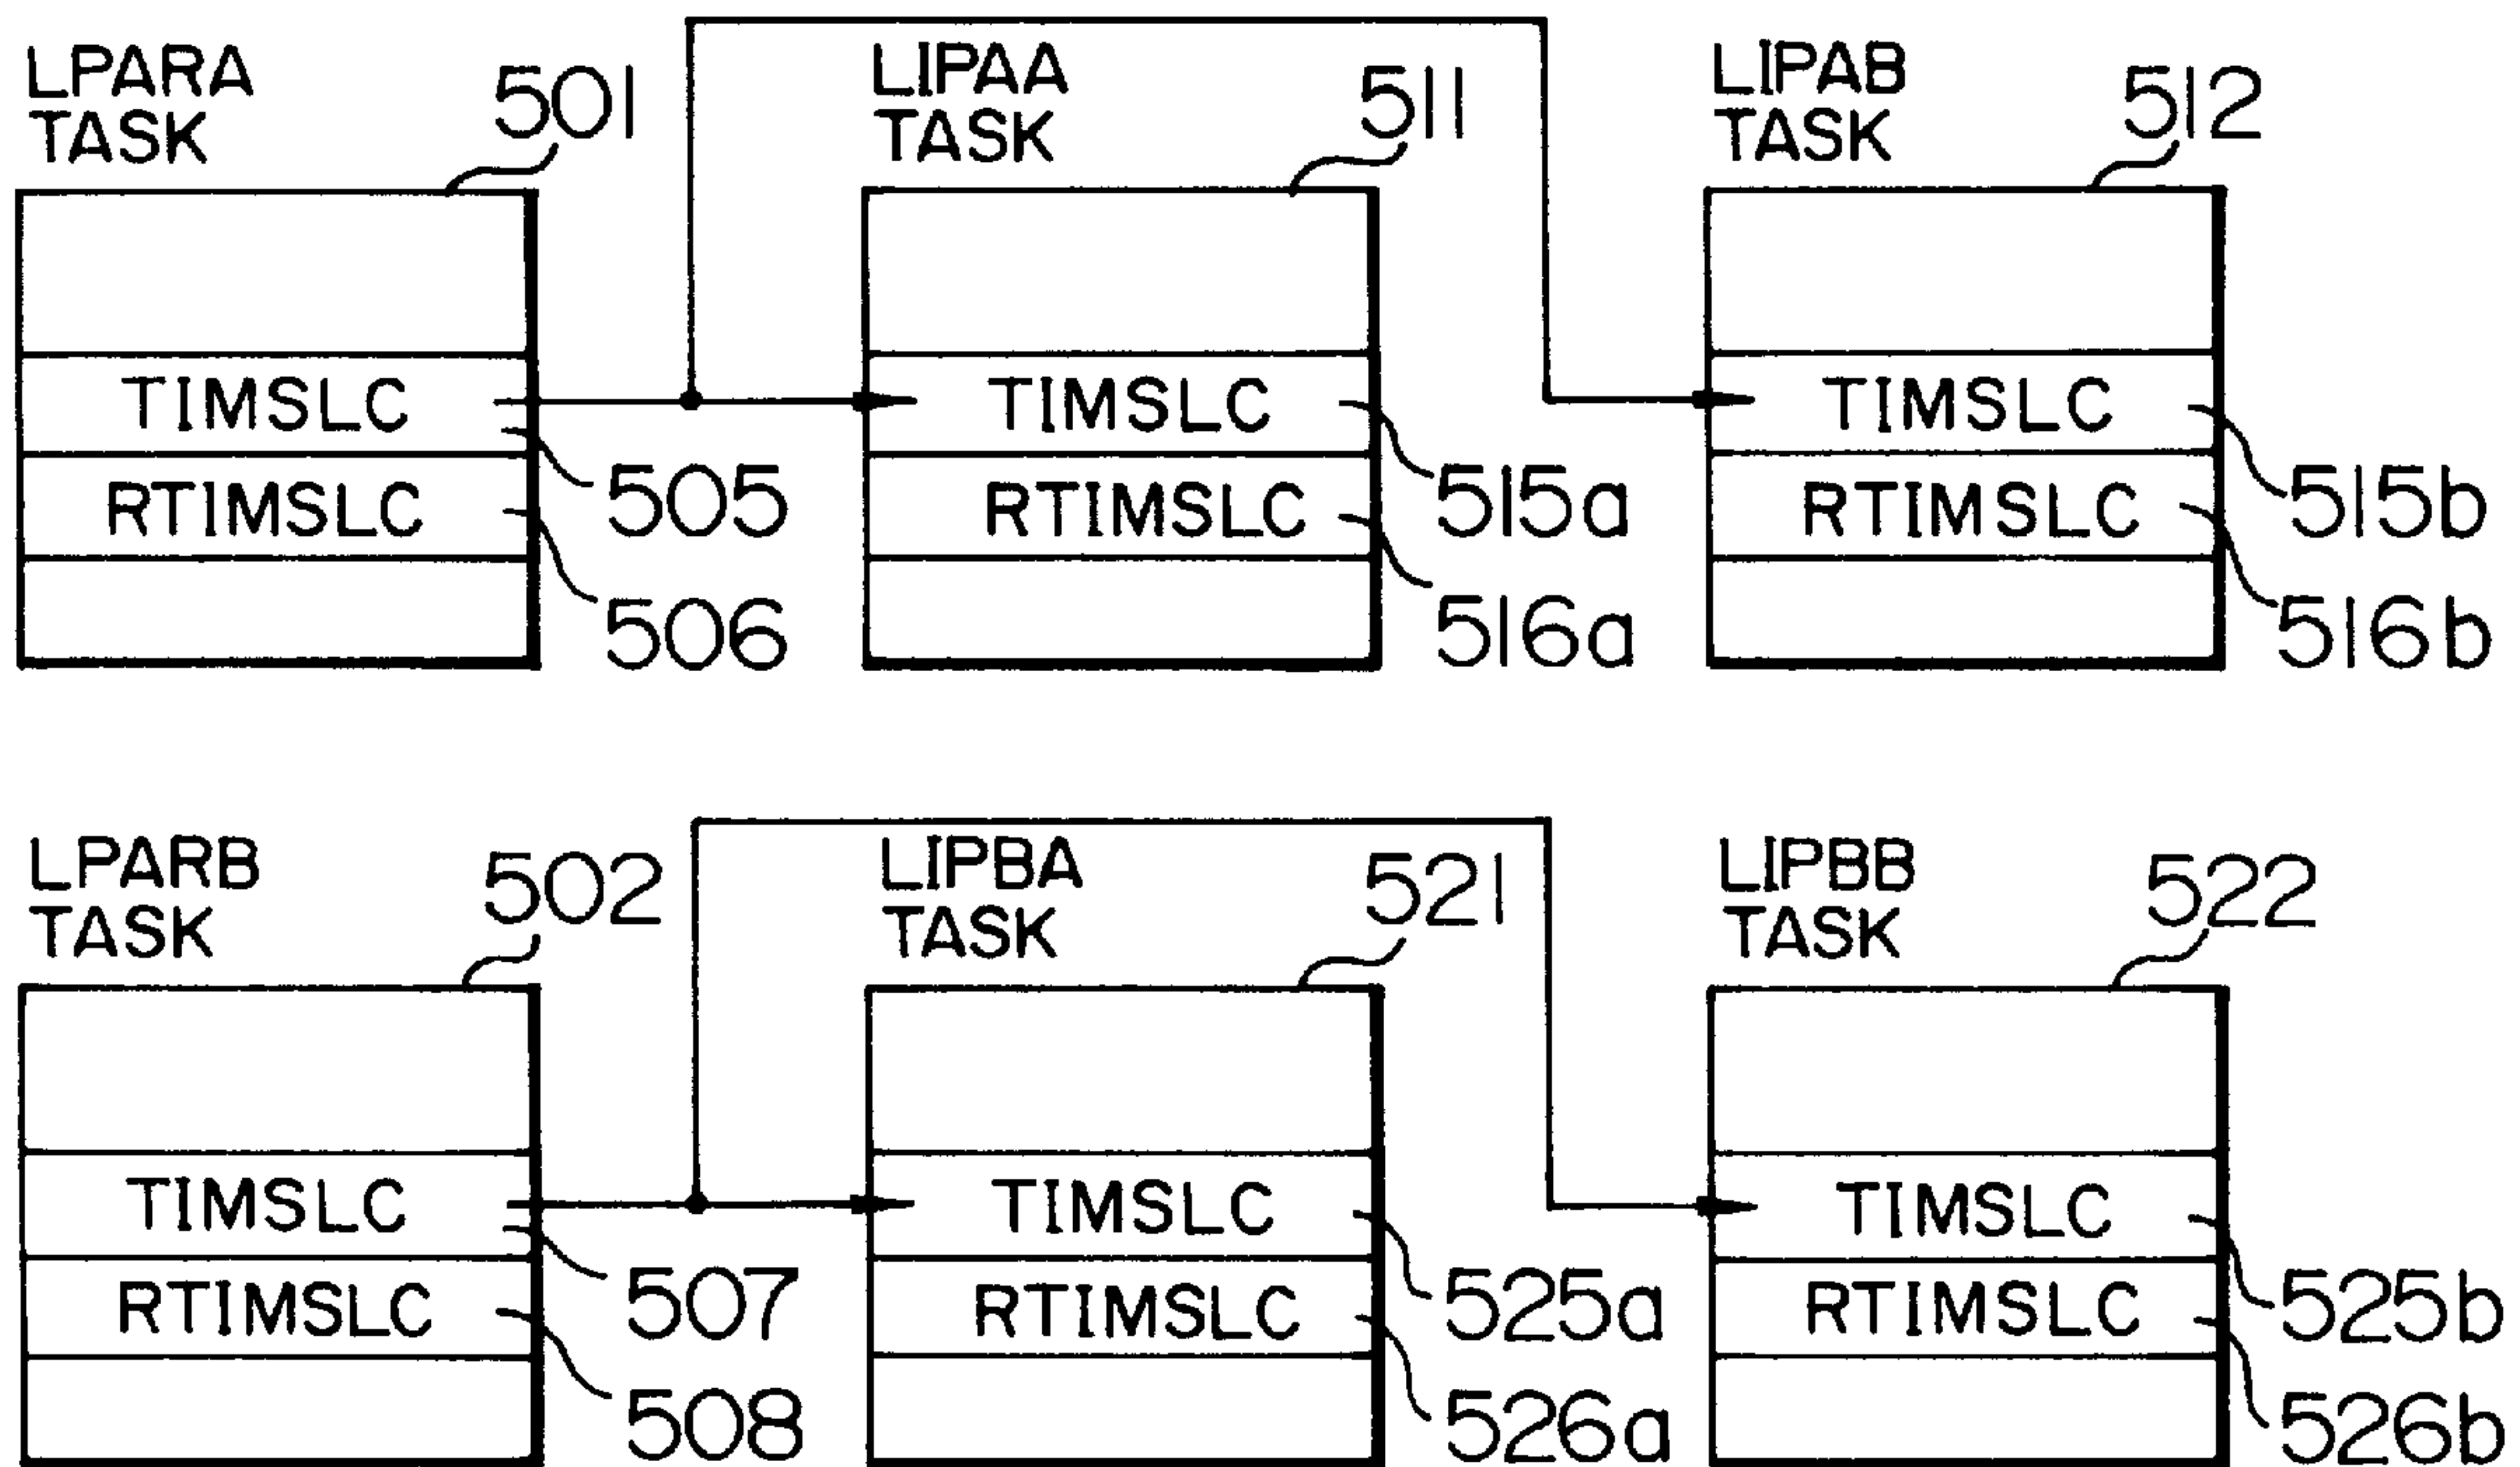 LPARA
TASK
501
LIPAA
TASK
511
LIPAB
TASK
512
TIMSLC
TIMSLC
TIMSLC
505
515a
515b
RTIMSLC
RTIMSLC
RTIMSLC
506
516a
516b
LPARB
TASK
502
LIPBA
TASK
521
LIPBB
TASK
522
TIMSLC
TIMSLC
TIMSLC
507
525a
525b
RTIMSLC
RTIMSLC
RTIMSLC
508
526a
526b